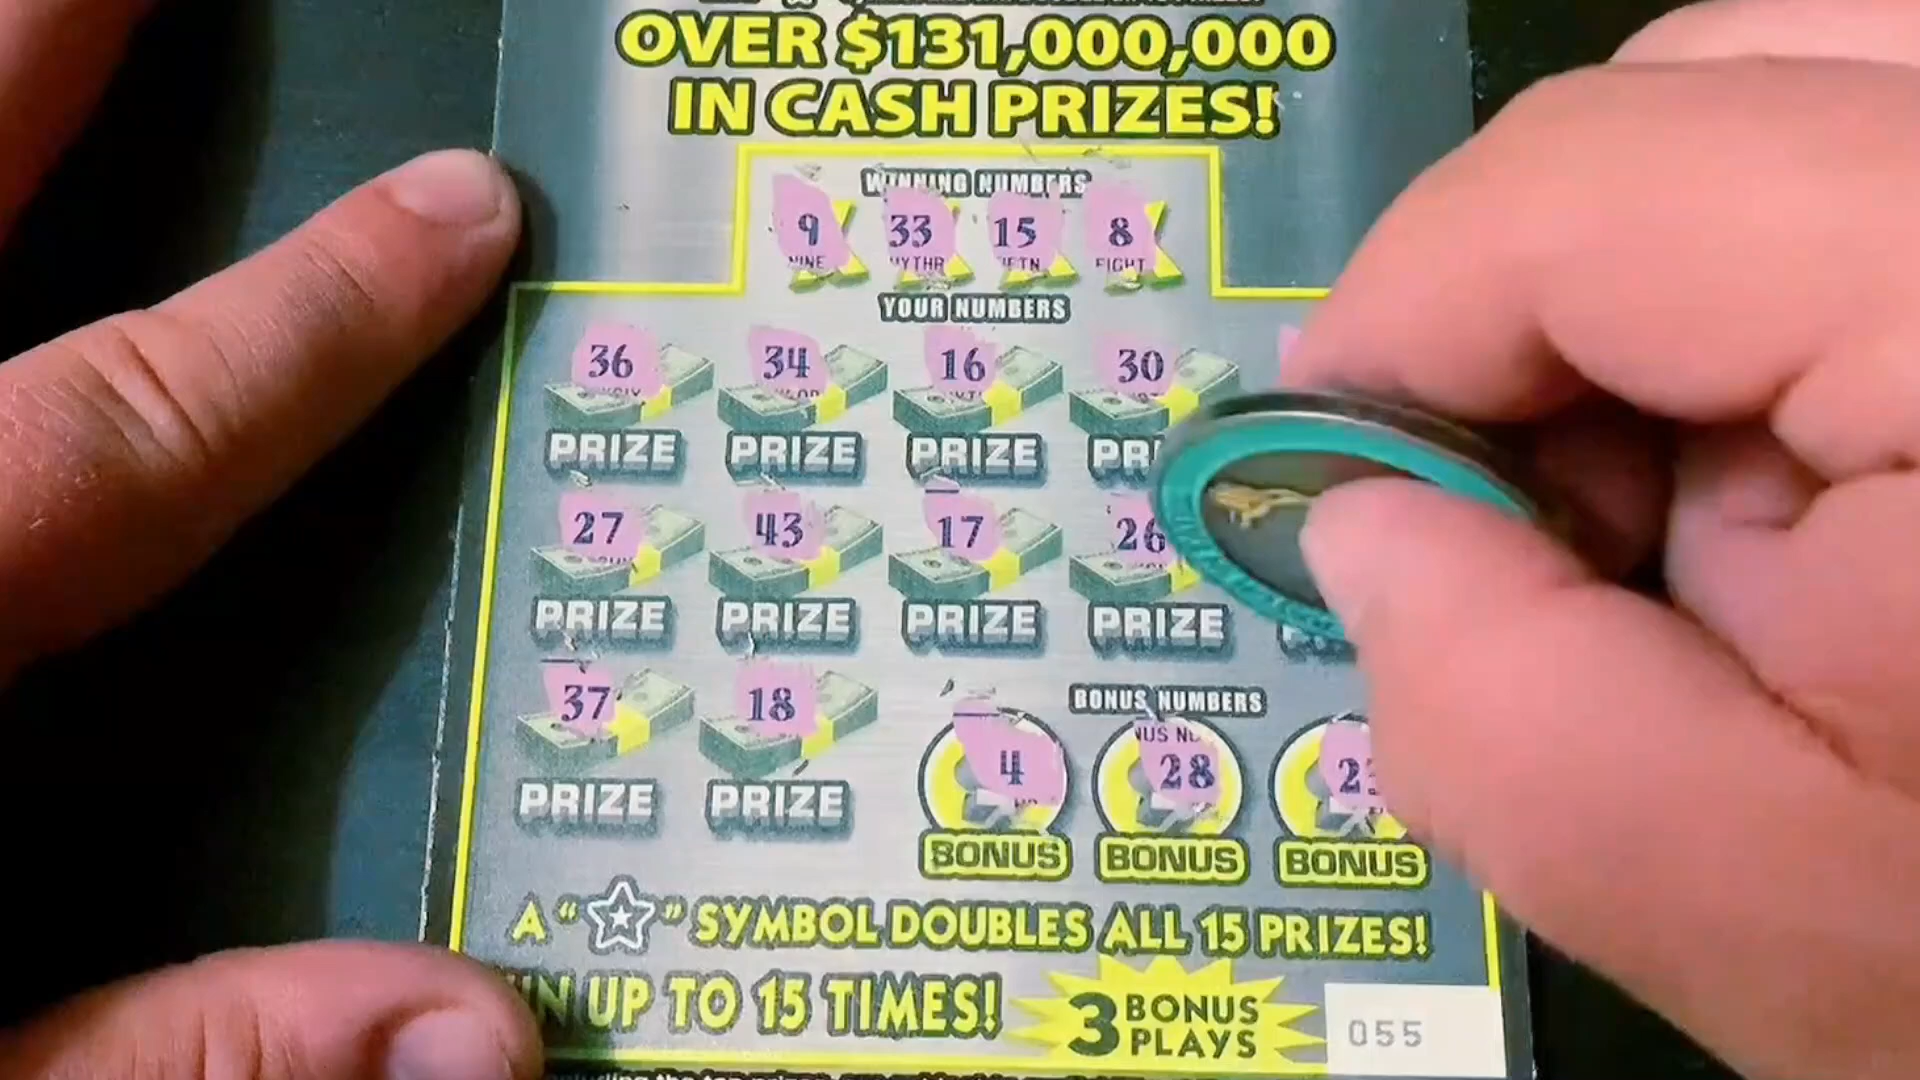 OVER $131,000,000
IN CASH PRIZES!
WINNING NUMBERS
9 33 15 8
NINE EIGHT
YOUR NUMBERS
36 34 16 30
PRIZE PRIZE PRIZE
27 43 17 26
PRIZE PRIZE PRIZE PRIZE
37 18
PRIZE PRIZE
BONUS NUMBERS
4 28
BONUS BONUS BONUS
A "☆" SYMBOL DOUBLES ALL 15 PRIZES!
UP TO 15 TIMES!
3 BONUS
PLAYS
055